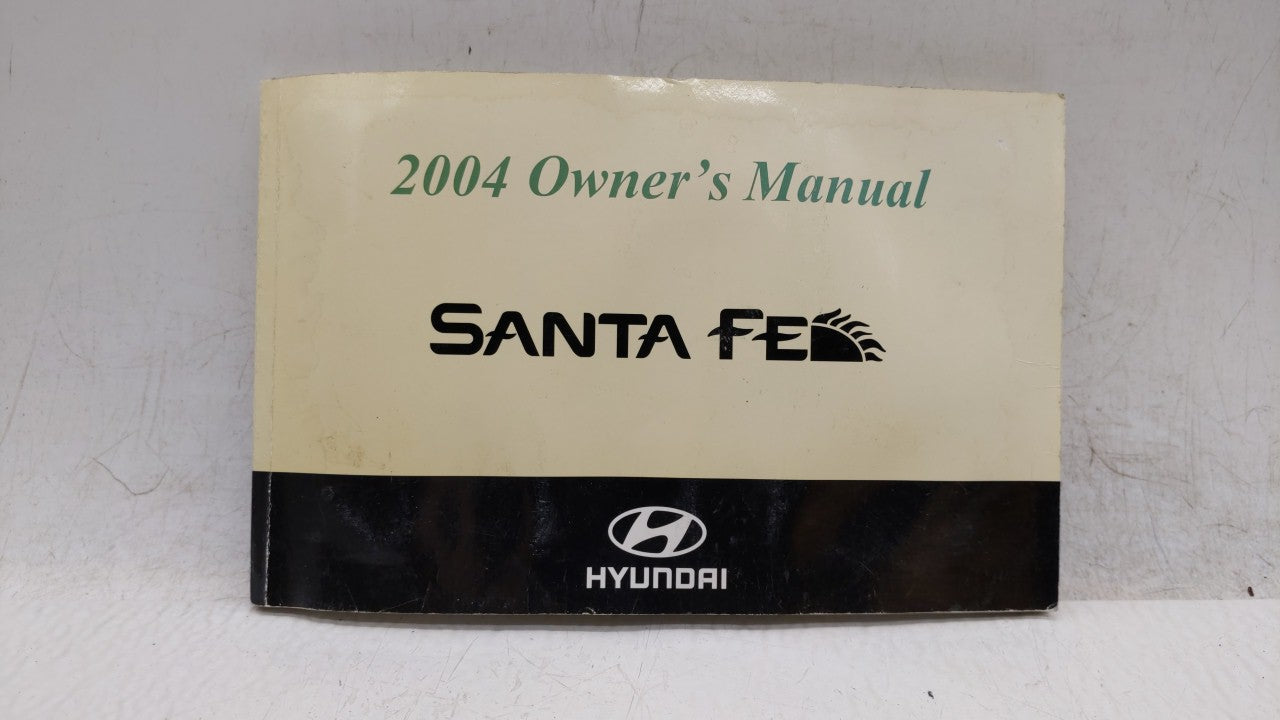 2004 Owner's Manual
SANTA FE
HYUNDAI